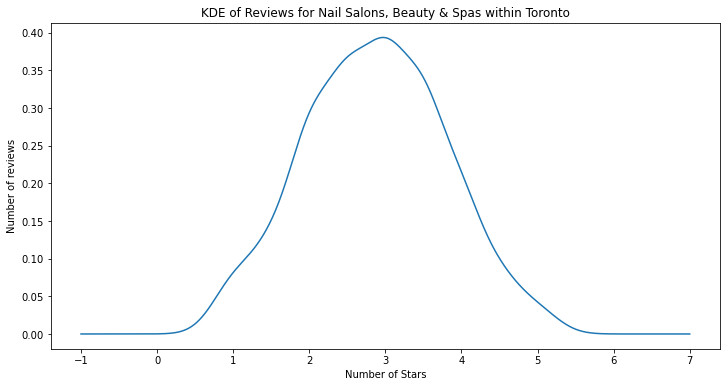 KDE of Reviews for Nail Salons, Beauty & Spas within Toronto
0.40
0.35
0.30
0.25
0.20
0.15
0.10
0.05
0.00
Number of reviews
−1 0 1 2 3 4 5 6 7
Number of Stars